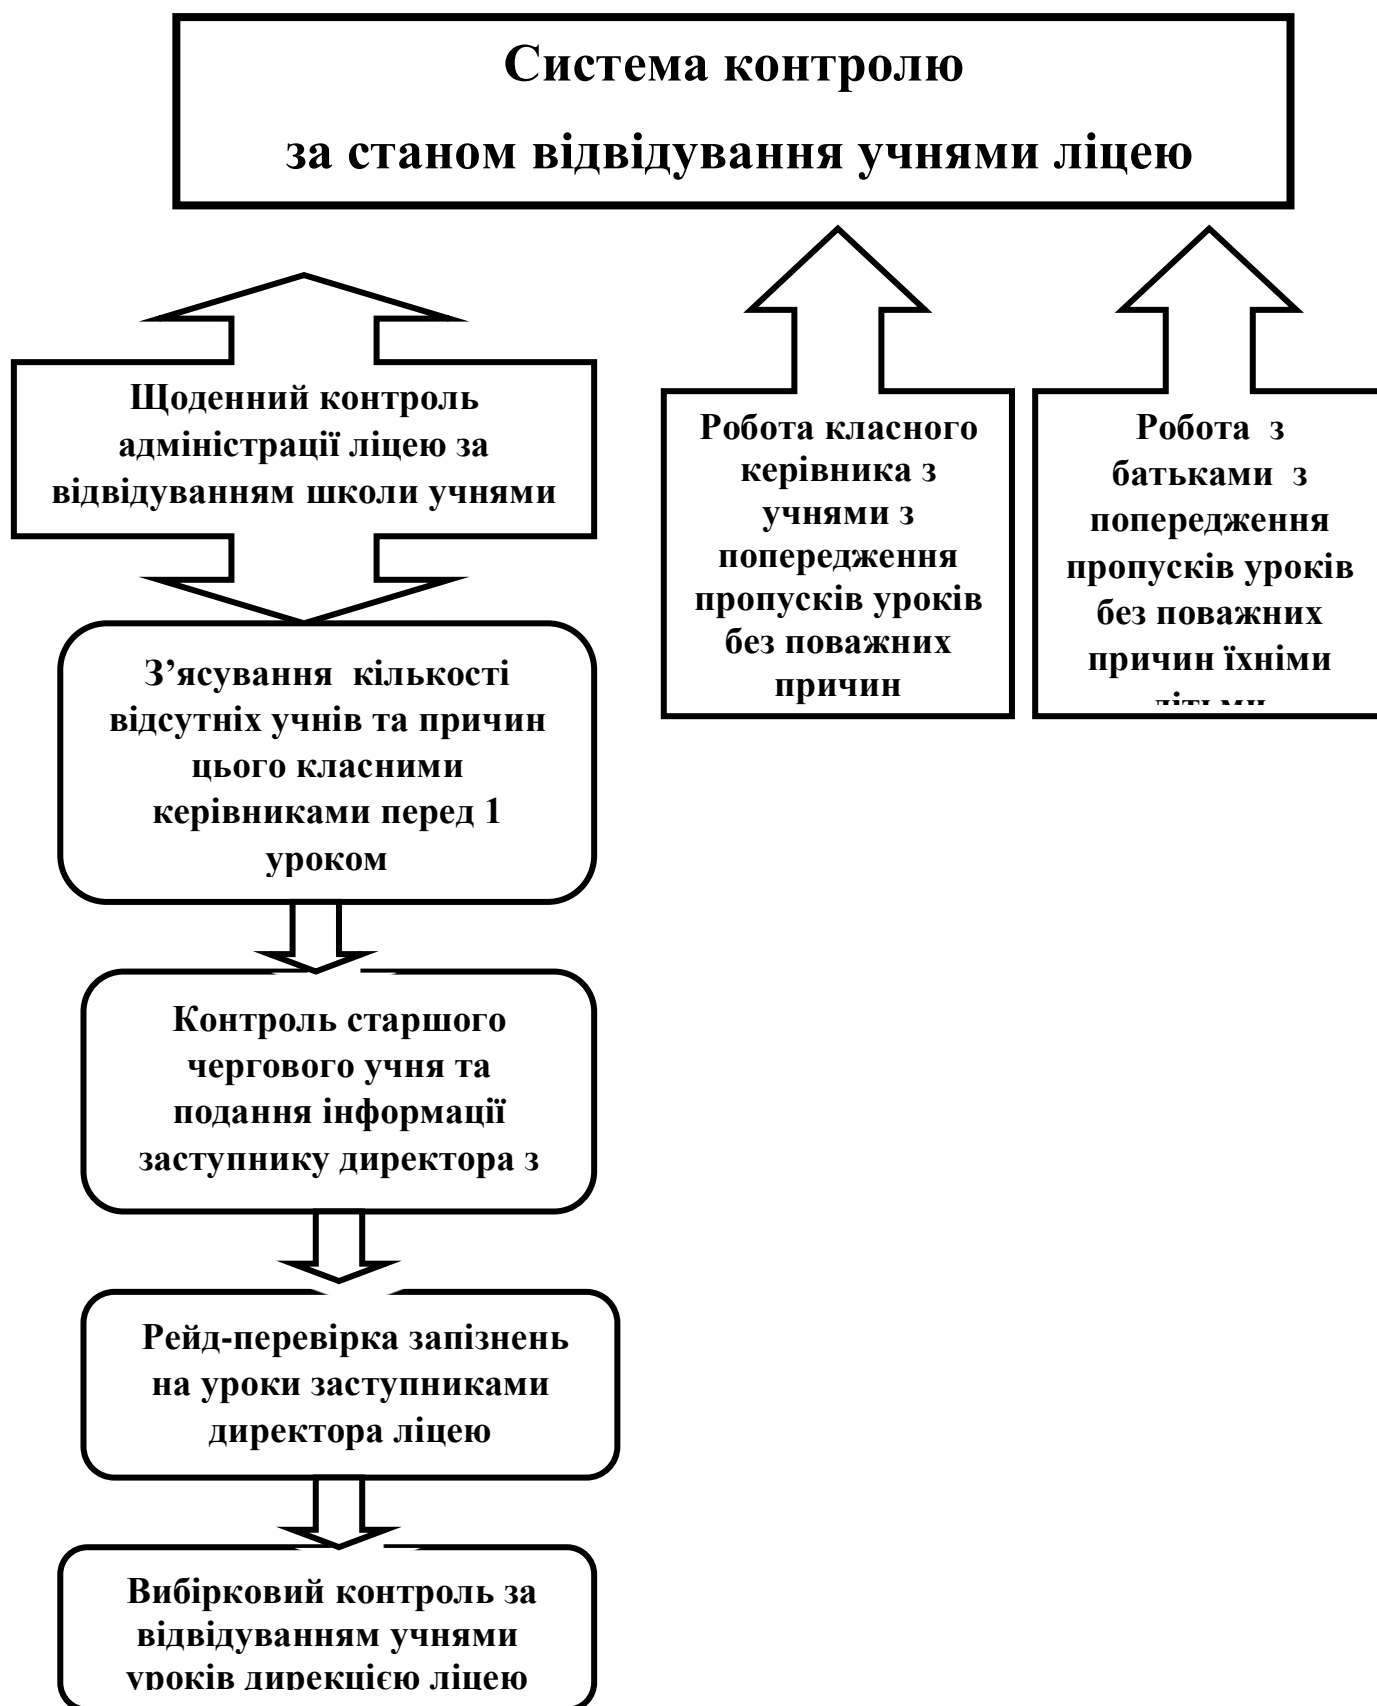 Система контролю
за станом відвідування учнями ліцею
Щоденний контроль
адміністрації ліцею за
відвідуванням школи учнями
Робота класного
керівника з
учнями з
попередження
пропусків уроків
без поважних
причин
Робота з
батьками з
попередження
пропусків уроків
без поважних
причин їхніми
дітьми
З’ясування кількості
відсутніх учнів та причин
цього класними
керівниками перед 1
уроком
Контроль старшого
чергового учня та
подання інформації
заступнику директора з
Рейд-перевірка запізнень
на уроки заступниками
директора ліцею
Вибірковий контроль за
відвідуванням учнями
уроків дирекцією ліцею